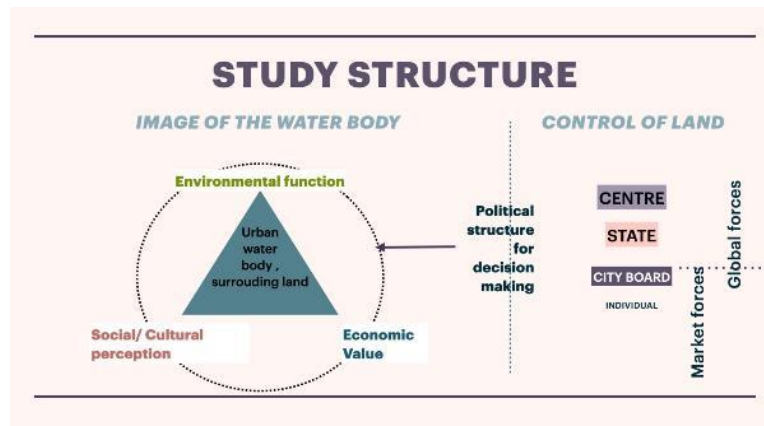 STUDY STRUCTURE
IMAGE OF THE WATER BODY
CONTROL OF LAND
Environmental function
Urban
water
body ,
surrouding land
Social/ Cultural
perception
Economic
Value
Political
structure
for
decision
making
CENTRE
STATE
CITY BOARD
INDIVIDUAL
Market forces
Global forces